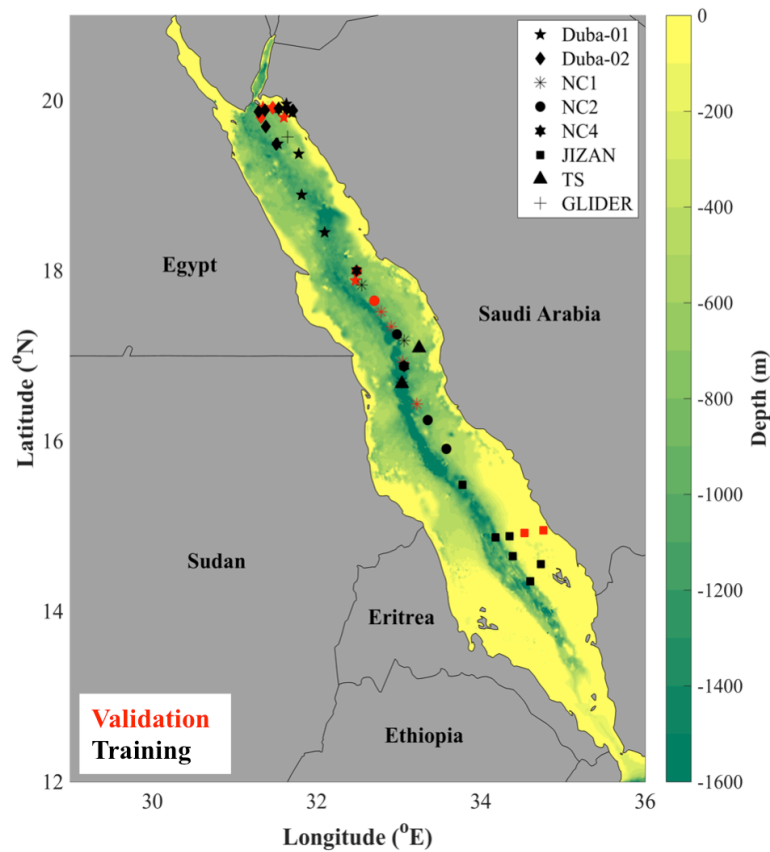 Duba-01
Duba-02
NC1
NC2
NC4
JIZAN
TS
GLIDER
Egypt
Saudi Arabia
Sudan
Eritrea
Ethiopia
Validation
Training
20
18
16
14
12
Latitude (°N)
30
32
34
36
Longitude (°E)
0
-200
-400
-600
-800
-1000
-1200
-1400
-1600
Depth (m)